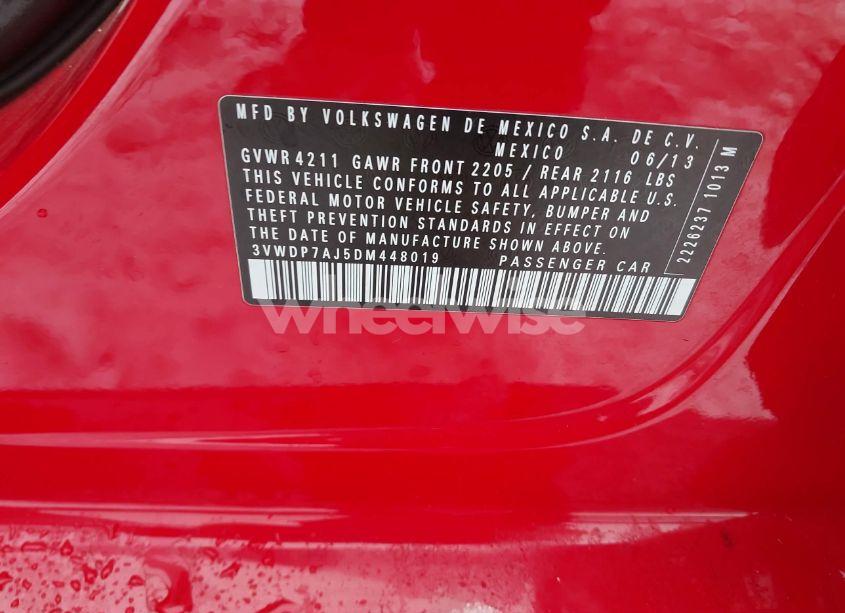 MFD BY VOLKSWAGEN DE MEXICO S.A. DE C.V.
MEXICO 06/13
GVWR 4211 GAWR FRONT 2205 / REAR 2116 LBS
THIS VEHICLE CONFORMS TO ALL APPLICABLE U.S.
FEDERAL MOTOR VEHICLE SAFETY, BUMPER AND
THEFT PREVENTION STANDARDS IN EFFECT ON
THE DATE OF MANUFACTURE SHOWN ABOVE.
3VWDP7AJ5DM448019 PASSENGER CAR
2226237 1013 M
wheelwise